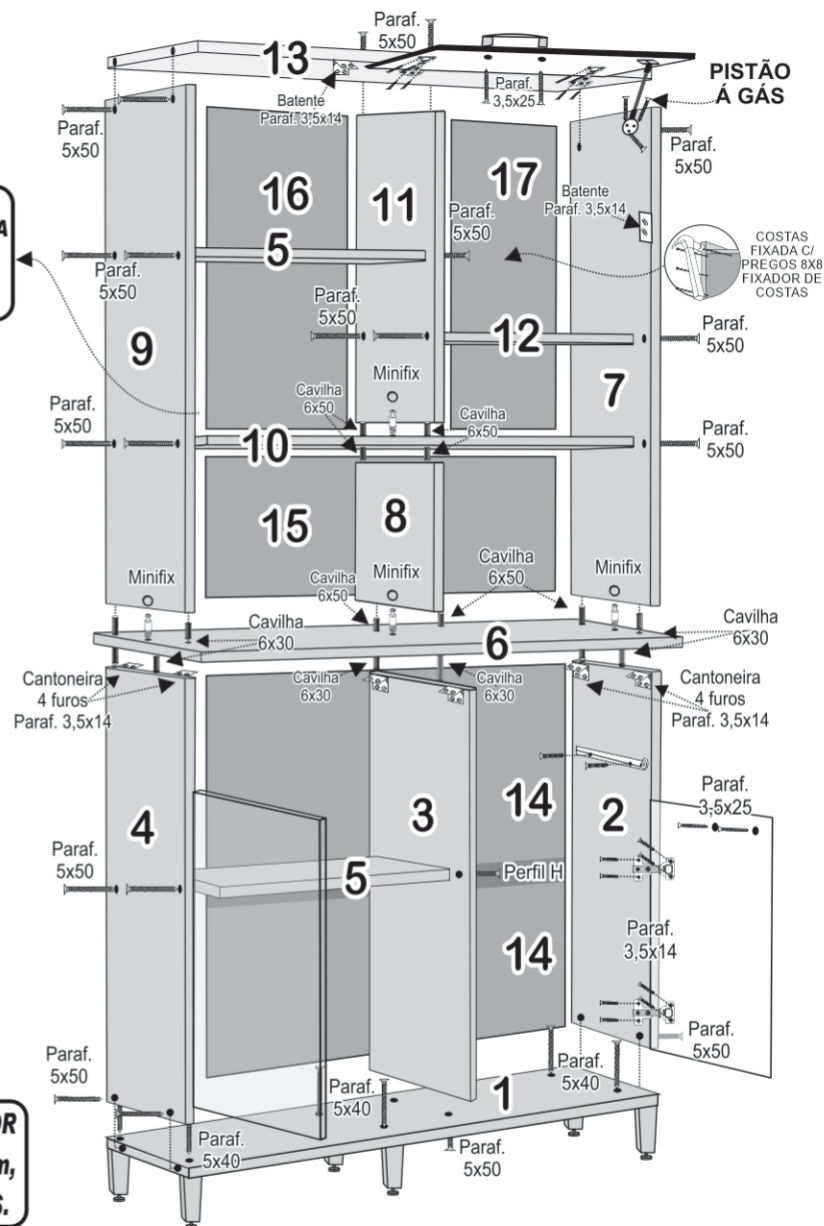 Paraf.
5x50
13
PISTÃO
Á GÁS
Batente
Paraf. 3,5x14
Paraf.
3,5x25
Paraf.
5x50
Paraf.
5x50
16
11
17
Batente
Paraf. 3,5x14
A
5
Paraf.
5x50
COSTAS
FIXADA C/
PREGOS 8X8
FIXADOR DE
COSTAS
Paraf.
5x50
Paraf.
5x50
12
Paraf.
5x50
9
7
Minifix
Cavilha
6x50
Cavilha
6x50
Paraf.
5x50
10
Paraf.
5x50
15
8
Minifix
Cavilha
6x50
Minifix
Cavilha
6x50
Minifix
Cavilha
6x30
Cavilha
6x30
6
Cantoneira
4 furos
Paraf. 3,5x14
Cavilha
6x30
Cavilha
6x30
Cantoneira
4 furos
Paraf. 3,5x14
4
3
14
2
Paraf.
3,5x25
Paraf.
5x50
5
Perfil H
14
Paraf.
3,5x14
Paraf.
5x50
Paraf.
5x50
Paraf.
5x40
1
Paraf.
5x40
OR
m,
S.
Paraf.
5x40
Paraf.
5x50